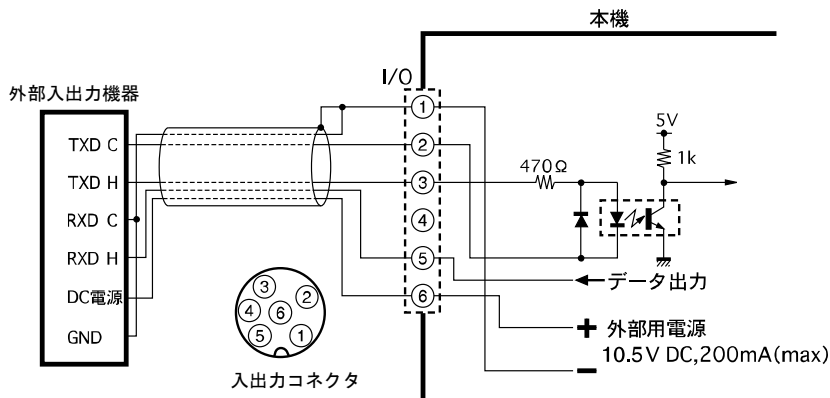 本機
I/O
外部入出力機器
TXD C
TXD H
RXD C
RXD H
DC電源
GND
1
2
3
4
5
6
470Ω
5V
1k
データ出力
+ 外部用電源
10.5V DC,200mA(max)
−
3
2
4
6
5
1
入出力コネクタ